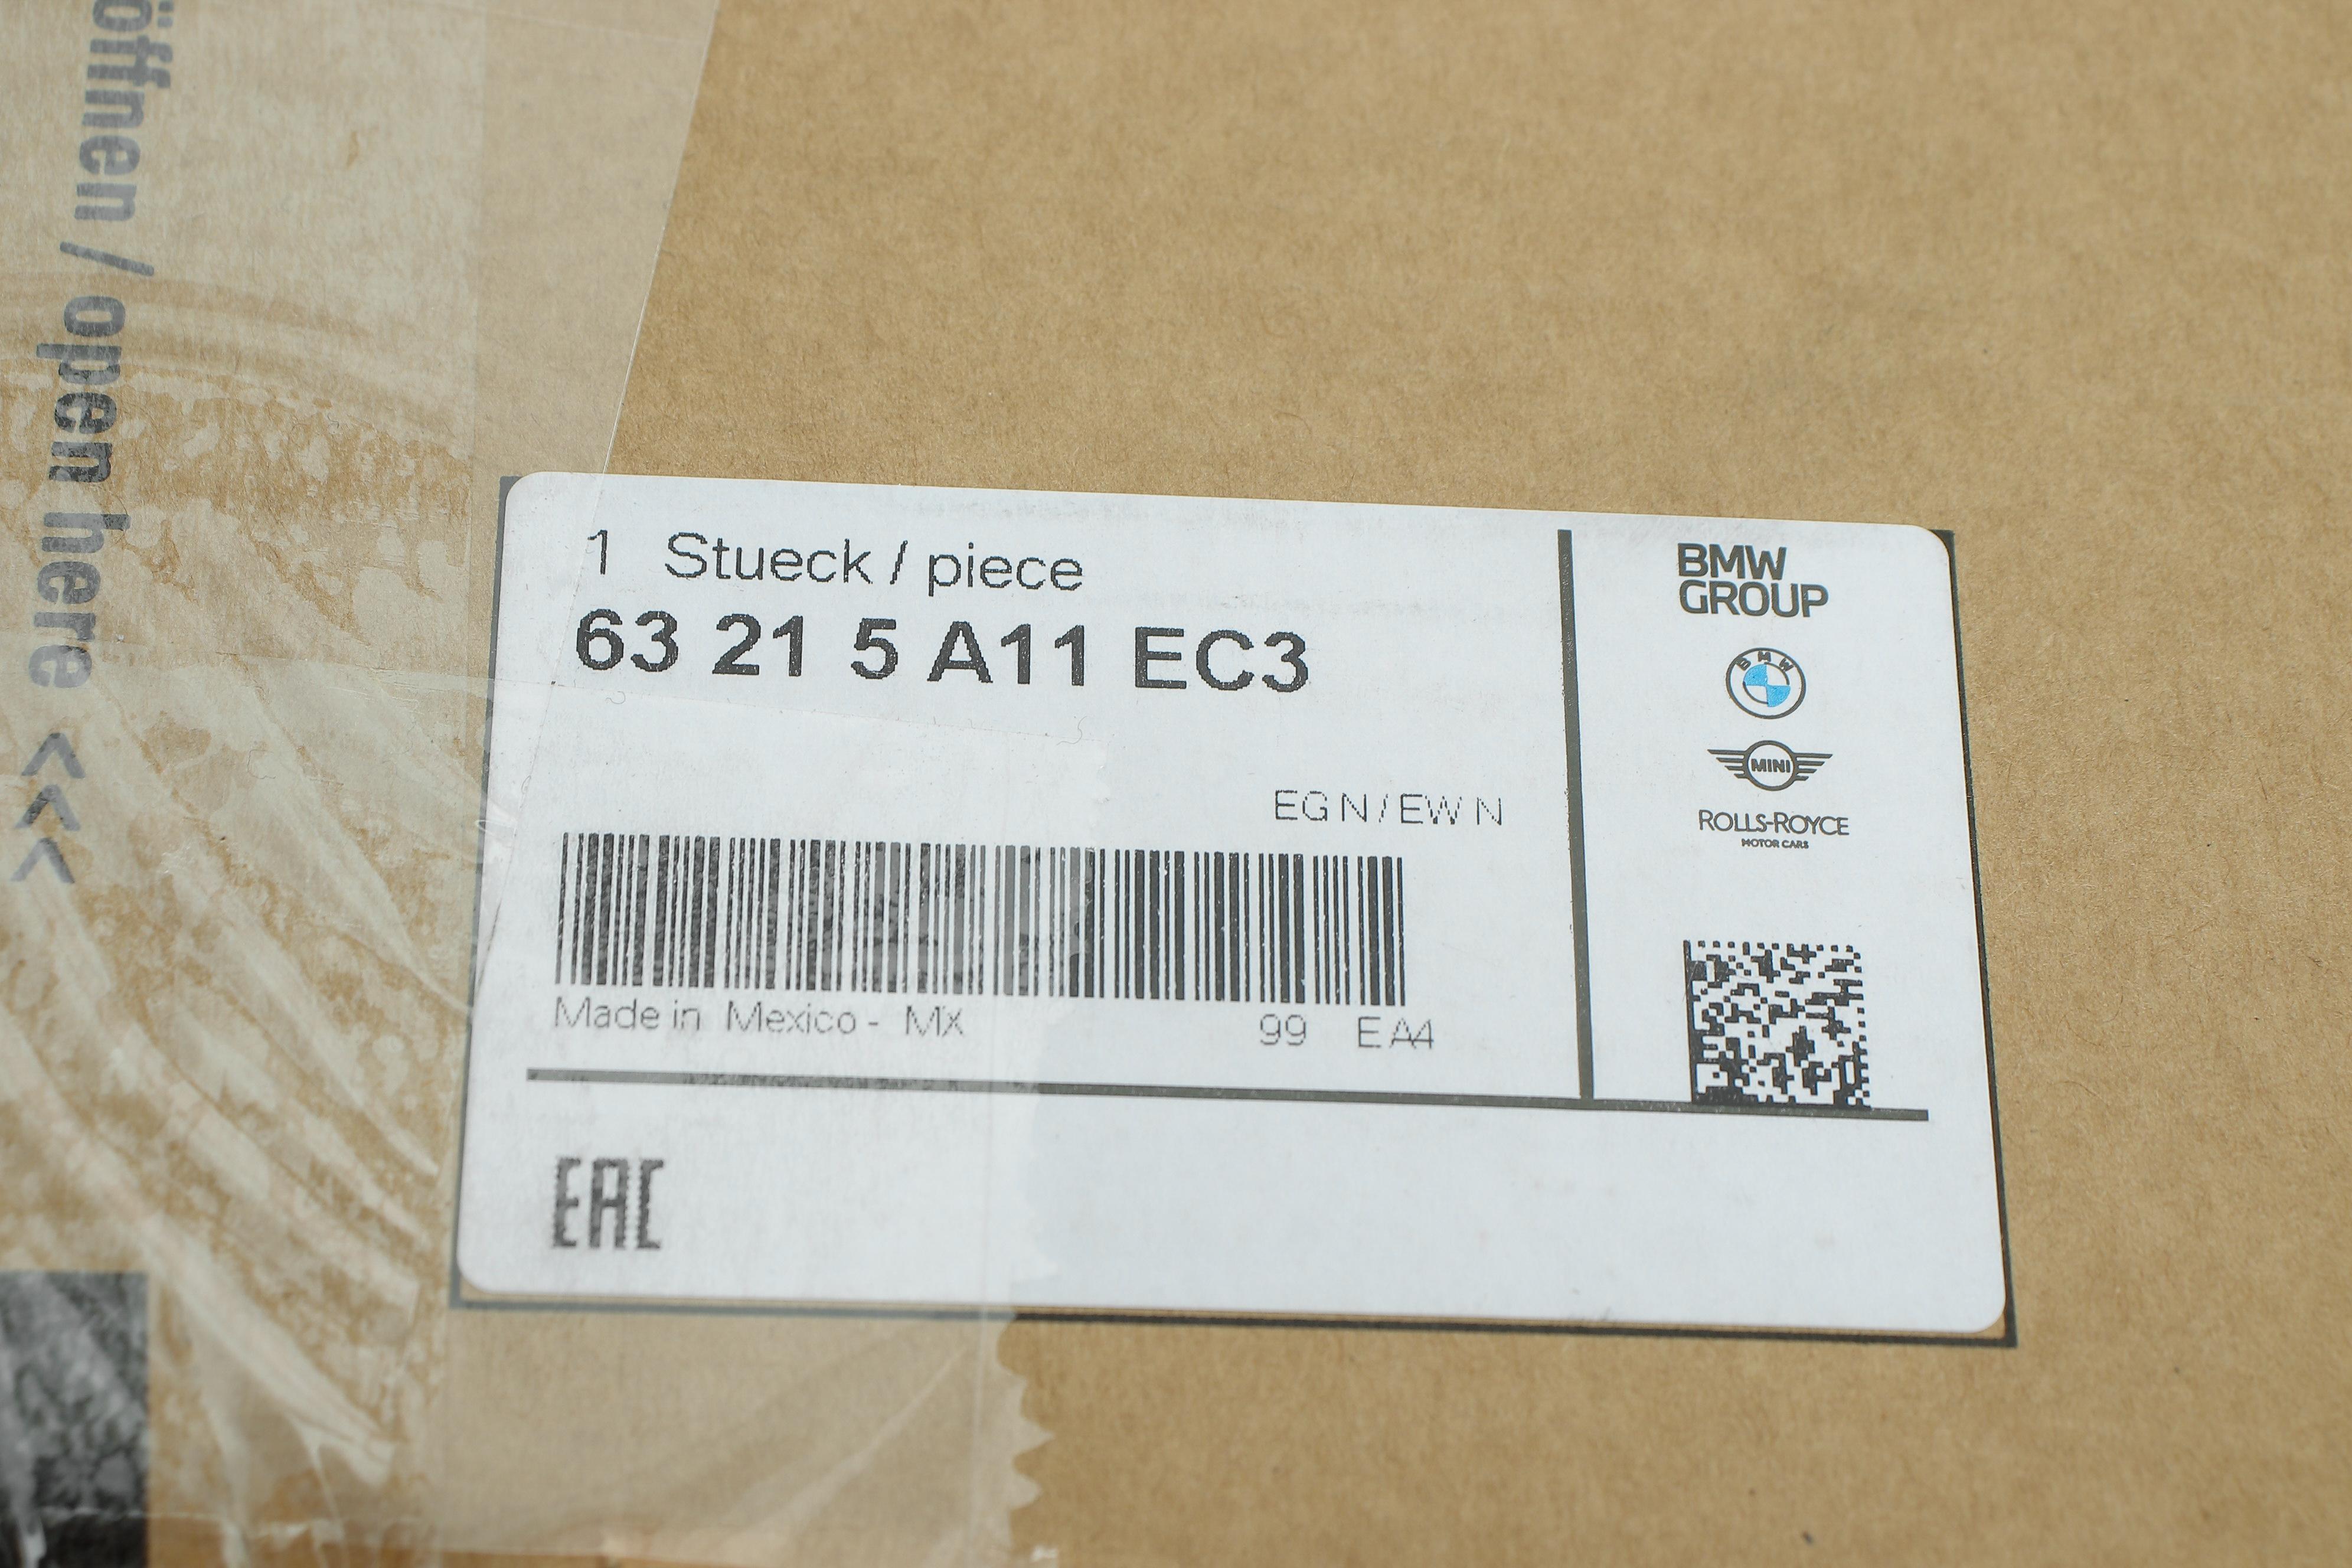 öffnen / open here <<<
1 Stueck / piece
63 21 5 A11 EC3
EG N / EW N
Made in Mexico - MX 99 E A4
EAC
BMW
GROUP
BMW
MINI
ROLLS-ROYCE
MOTOR CARS